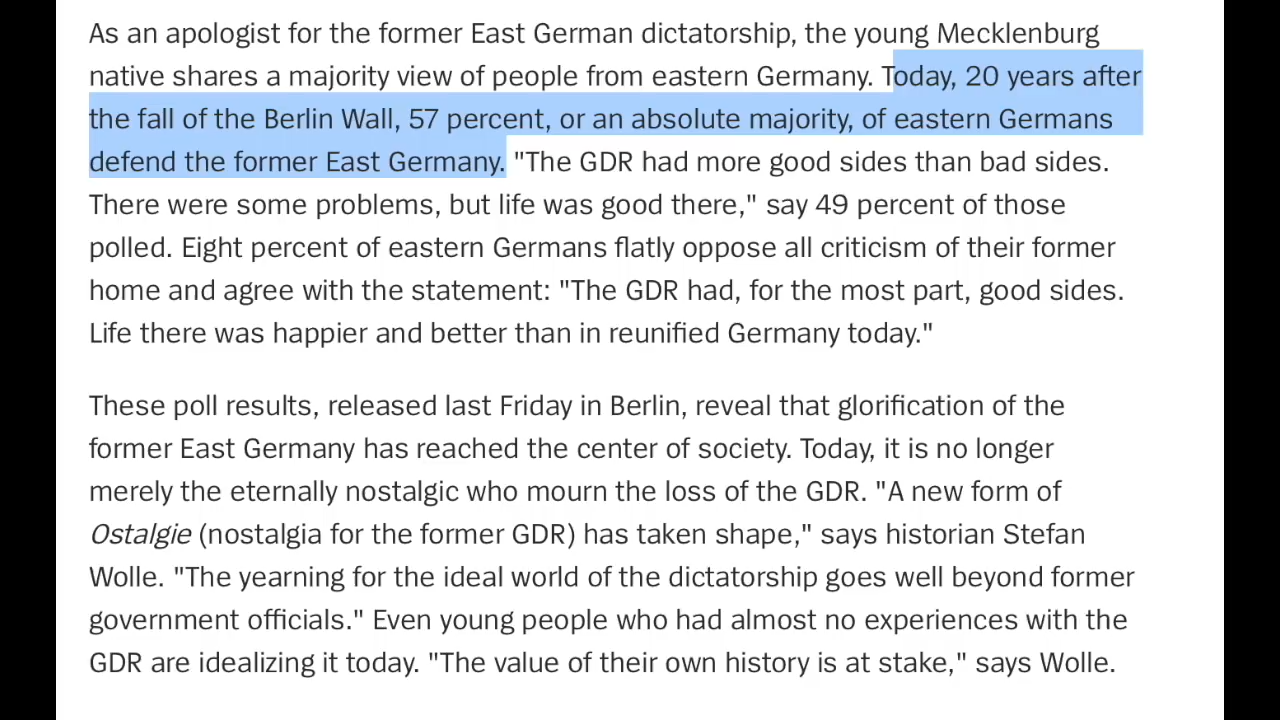 As an apologist for the former East German dictatorship, the young Mecklenburg
native shares a majority view of people from eastern Germany. Today, 20 years after
the fall of the Berlin Wall, 57 percent, or an absolute majority, of eastern Germans
defend the former East Germany. "The GDR had more good sides than bad sides.
There were some problems, but life was good there," say 49 percent of those
polled. Eight percent of eastern Germans flatly oppose all criticism of their former
home and agree with the statement: "The GDR had, for the most part, good sides.
Life there was happier and better than in reunified Germany today."
These poll results, released last Friday in Berlin, reveal that glorification of the
former East Germany has reached the center of society. Today, it is no longer
merely the eternally nostalgic who mourn the loss of the GDR. "A new form of
Ostalgie (nostalgia for the former GDR) has taken shape," says historian Stefan
Wolle. "The yearning for the ideal world of the dictatorship goes well beyond former
government officials." Even young people who had almost no experiences with the
GDR are idealizing it today. "The value of their own history is at stake," says Wolle.